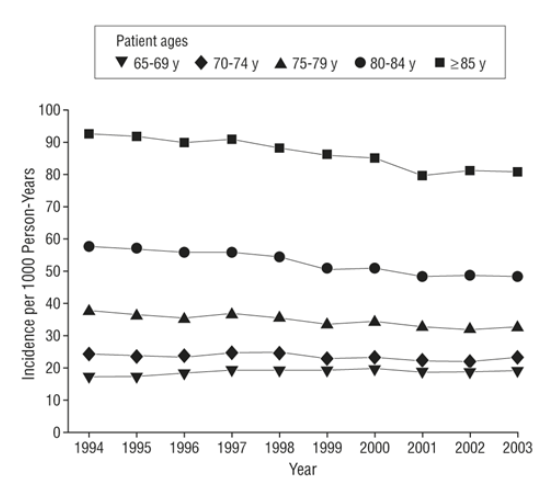 Patient ages
65-69 y 70-74 y 75-79 y 80-84 y ≥85 y
Incidence per 1000 Person-Years
100
90
80
70
60
50
40
30
20
10
0
1994 1995 1996 1997 1998 1999 2000 2001 2002 2003
Year